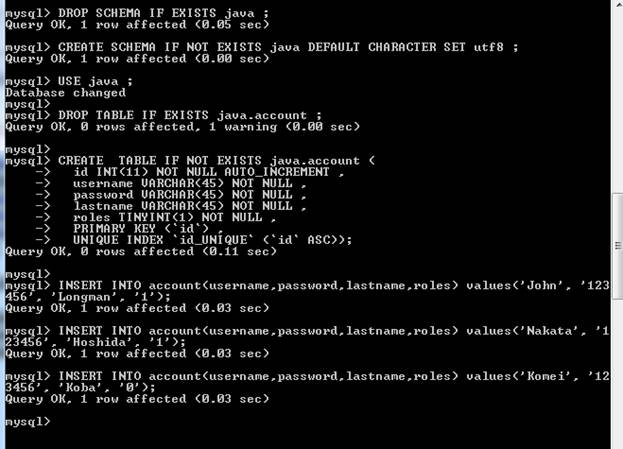 mysql> DROP SCHEMA IF EXISTS java ;
Query OK, 1 row affected (0.05 sec)
mysql> CREATE SCHEMA IF NOT EXISTS java DEFAULT CHARACTER SET utf8 ;
Query OK, 1 row affected (0.00 sec)
mysql> USE java ;
Database changed
mysql>
mysql> DROP TABLE IF EXISTS java.account ;
Query OK, 0 rows affected, 1 warning (0.00 sec)
mysql>
mysql> CREATE  TABLE IF NOT EXISTS java.account (
    ->   id INT(11) NOT NULL AUTO_INCREMENT ,
    ->   username VARCHAR(45) NOT NULL ,
    ->   password VARCHAR(45) NOT NULL ,
    ->   lastname VARCHAR(45) NOT NULL ,
    ->   roles TINYINT(1) NOT NULL ,
    ->   PRIMARY KEY (`id`) ,
    ->   UNIQUE INDEX `id_UNIQUE` (`id` ASC));
Query OK, 0 rows affected (0.11 sec)
mysql>
mysql> INSERT INTO account(username,password,lastname,roles) values('John', '123
456', 'Longman', '1');
Query OK, 1 row affected (0.03 sec)
mysql> INSERT INTO account(username,password,lastname,roles) values('Nakata', '1
23456', 'Hoshida', '1');
Query OK, 1 row affected (0.03 sec)
mysql> INSERT INTO account(username,password,lastname,roles) values('Komei', '12
3456', 'Koba', '0');
Query OK, 1 row affected (0.03 sec)
mysql>